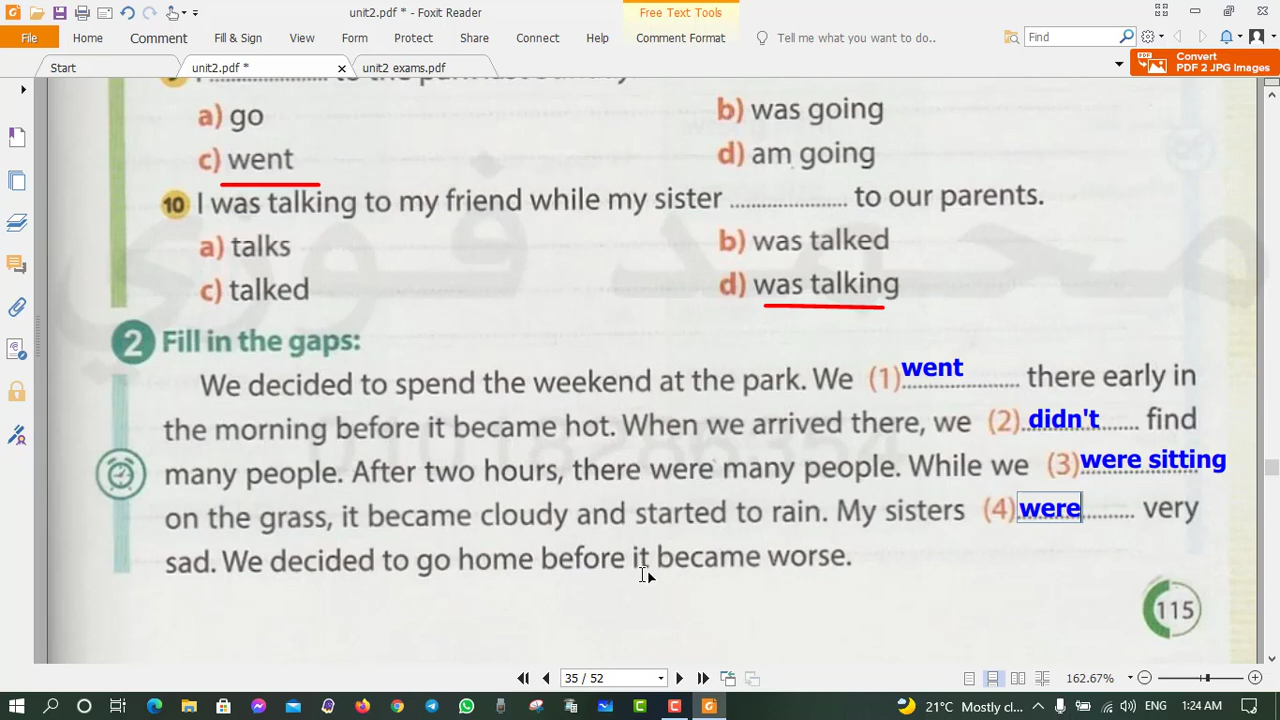 unit2.pdf * - Foxit Reader
Free Text Tools
File Home Comment Fill & Sign View Form Protect Share Connect Help Comment Format Tell me what you want to do.. Find
Start unit2.pdf * unit2 exams.pdf
Convert
PDF 2 JPG Images
a) go b) was going
c) went d) am going
10 I was talking to my friend while my sister .................... to our parents.
a) talks b) was talked
c) talked d) was talking
2 Fill in the gaps:
We decided to spend the weekend at the park. We (1) went there early in
the morning before it became hot. When we arrived there, we (2) didn't find
many people. After two hours, there were many people. While we (3) were sitting
on the grass, it became cloudy and started to rain. My sisters (4) were very
sad. We decided to go home before it became worse.
115
35 / 52 162.67%
21°C Mostly cl... 1:24 AM